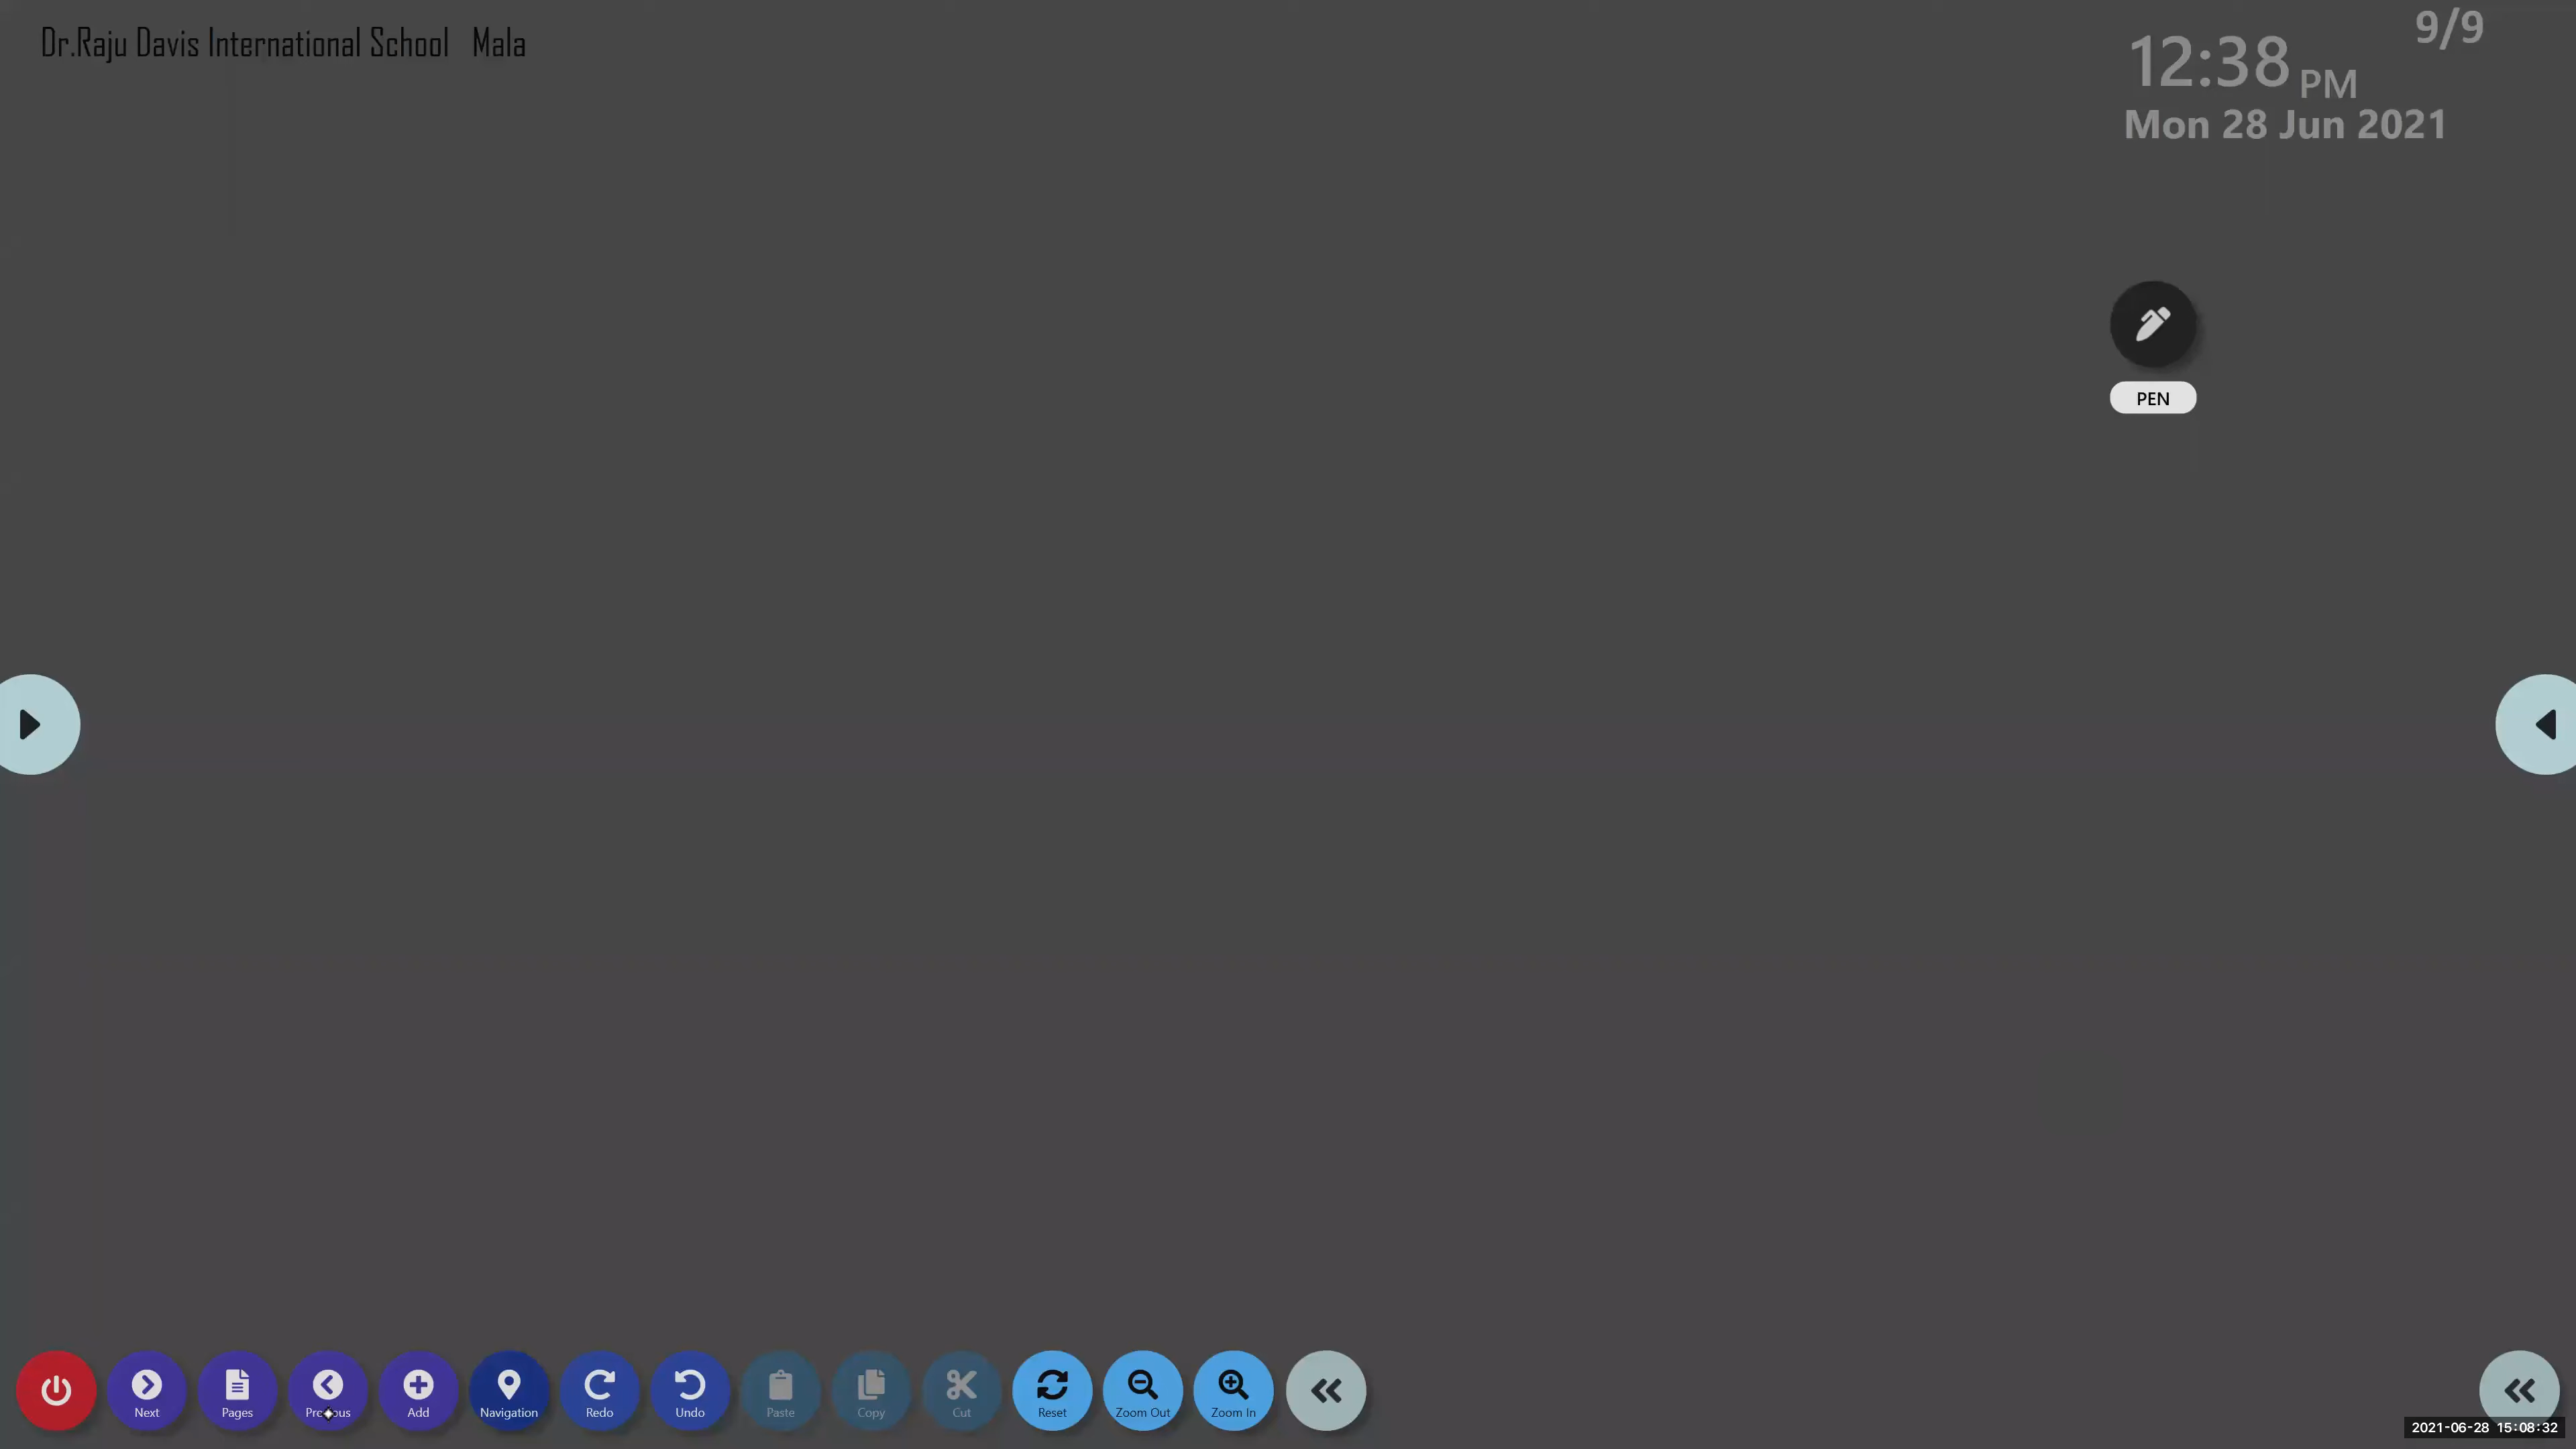 Dr.Raju Davis International School Mala
9/9
12:38 PM
Mon 28 Jun 2021
PEN
Next
Pages
Previous
Add
Navigation
Redo
Undo
Paste
Copy
Cut
Reset
Zoom Out
Zoom In
2021-06-28 15:08:32